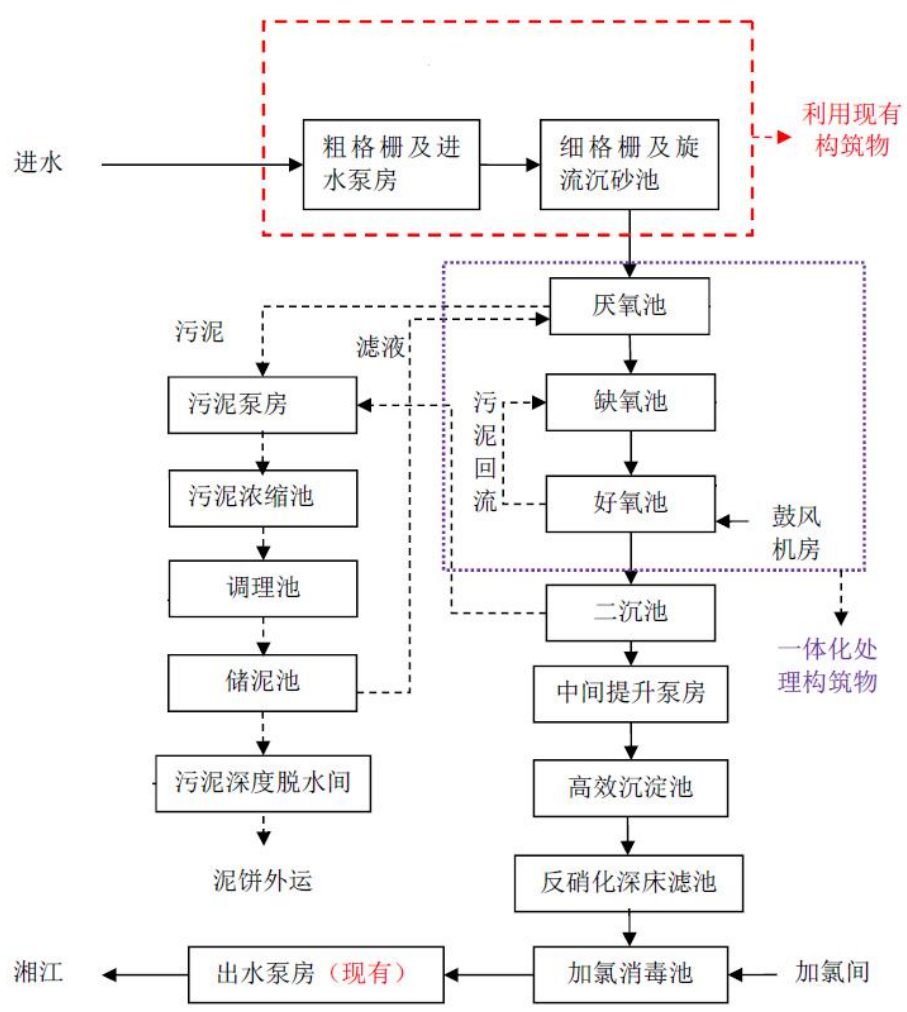 利用现有
构筑物
进水
粗格栅及进
水泵房
细格栅及旋
流沉砂池
厌氧池
污泥
滤液
污泥泵房
缺氧池
污
泥
回
流
污泥浓缩池
好氧池
鼓风
机房
调理池
二沉池
一体化处
理构筑物
储泥池
中间提升泵房
污泥深度脱水间
高效沉淀池
泥饼外运
反硝化深床滤池
湘江
出水泵房（现有）
加氯消毒池
加氯间